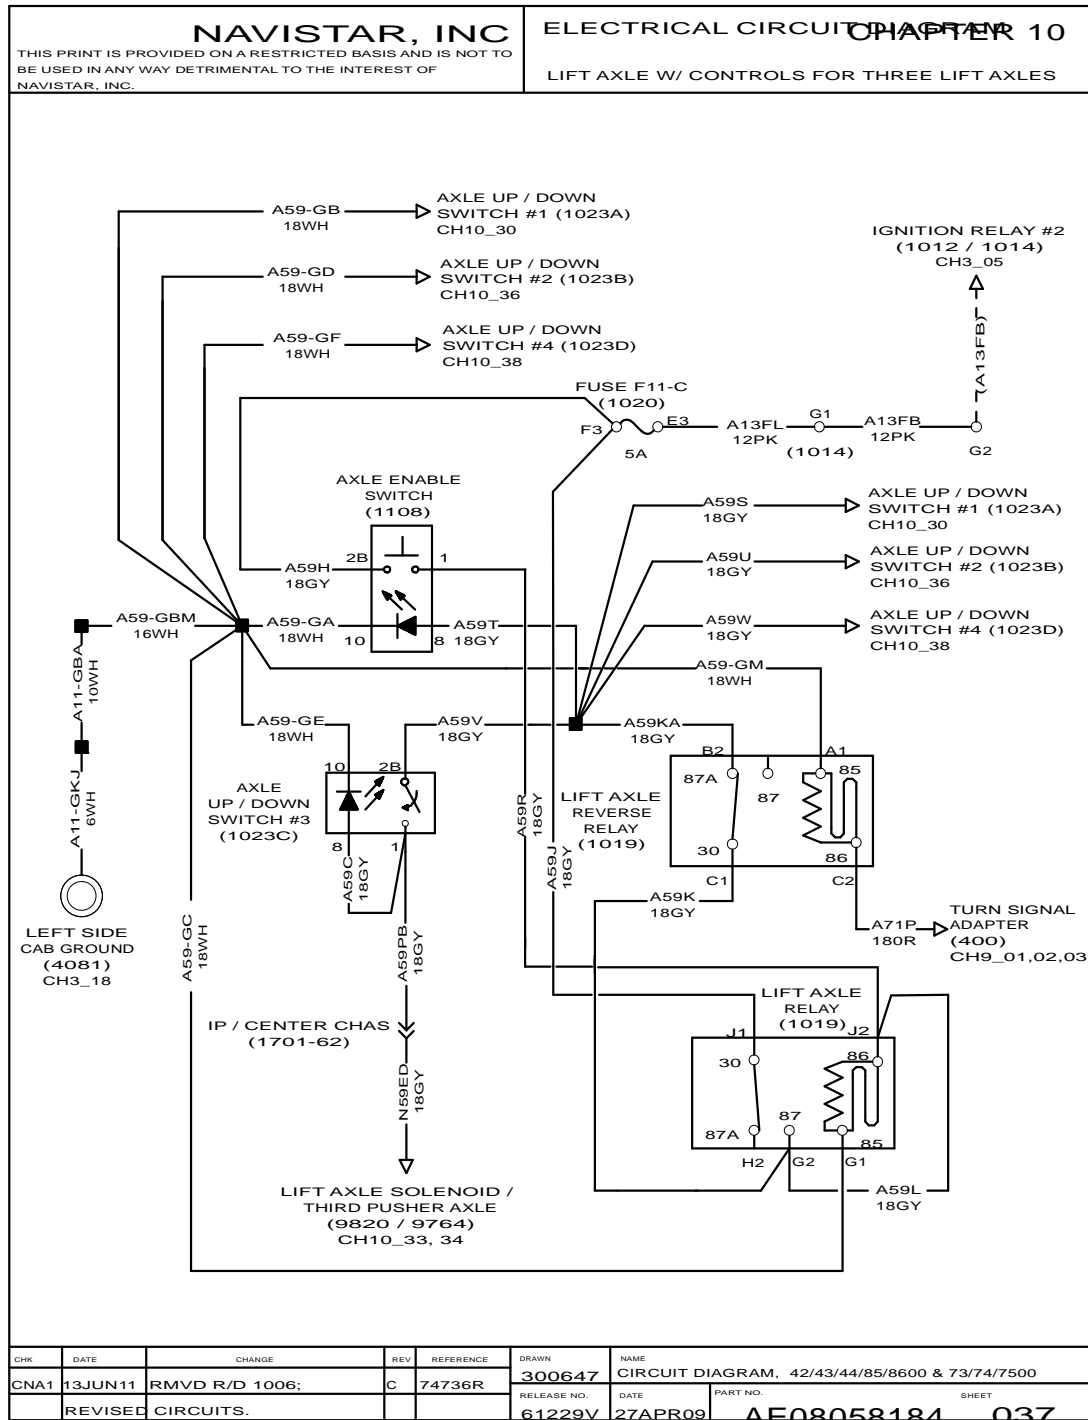 NAVISTAR, INC
THIS PRINT IS PROVIDED ON A RESTRICTED BASIS AND IS NOT TO
BE USED IN ANY WAY DETRIMENTAL TO THE INTEREST OF
NAVISTAR, INC.
ELECTRICAL CIRCUIT DIAGRAM
CHAPTER 10
LIFT AXLE W/ CONTROLS FOR THREE LIFT AXLES
A59-GB
18WH
AXLE UP / DOWN
SWITCH #1 (1023A)
CH10_30
A59-GD
18WH
AXLE UP / DOWN
SWITCH #2 (1023B)
CH10_36
A59-GF
18WH
AXLE UP / DOWN
SWITCH #4 (1023D)
CH10_38
IGNITION RELAY #2
(1012 / 1014)
CH3_05
(A13FB)
FUSE F11-C
(1020)
F3
E3
5A
A13FL
12PK
G1
(1014)
A13FB
12PK
G2
AXLE ENABLE
SWITCH
(1108)
A59H
18GY
2B
1
A59S
18GY
AXLE UP / DOWN
SWITCH #1 (1023A)
CH10_30
A59U
18GY
AXLE UP / DOWN
SWITCH #2 (1023B)
CH10_36
A59W
18GY
AXLE UP / DOWN
SWITCH #4 (1023D)
CH10_38
A59-GBM
16WH
A59-GA
18WH
10
8
A59T
18GY
A11-GBA
10WH
A59-GM
18WH
A59-GE
18WH
A59V
18GY
A59KA
18GY
A11-GKJ
6WH
AXLE
UP / DOWN
SWITCH #3
(1023C)
10
2B
8
1
A59C
18GY
A59R
18GY
A59J
18GY
LIFT AXLE
REVERSE
RELAY
(1019)
B2
A1
87A
87
85
30
86
C1
C2
A59K
18GY
A71P
18OR
TURN SIGNAL
ADAPTER
(400)
CH9_01,02,03
LEFT SIDE
CAB GROUND
(4081)
CH3_18
A59-GC
18WH
A59PB
18GY
IP / CENTER CHAS
(1701-62)
N59ED
18GY
LIFT AXLE
RELAY
(1019)
J1
J2
30
86
87A
87
85
H2
G2
G1
A59L
18GY
LIFT AXLE SOLENOID /
THIRD PUSHER AXLE
(9820 / 9764)
CH10_33, 34
CHK DATE CHANGE REV REFERENCE
CNA1 13JUN11 RMVD R/D 1006; C 74736R
REVISED CIRCUITS.
DRAWN
300647
NAME
CIRCUIT DIAGRAM, 42/43/44/85/8600 & 73/74/7500
RELEASE NO.
61229V
DATE
27APR09
PART NO.
AE08058184
SHEET
037